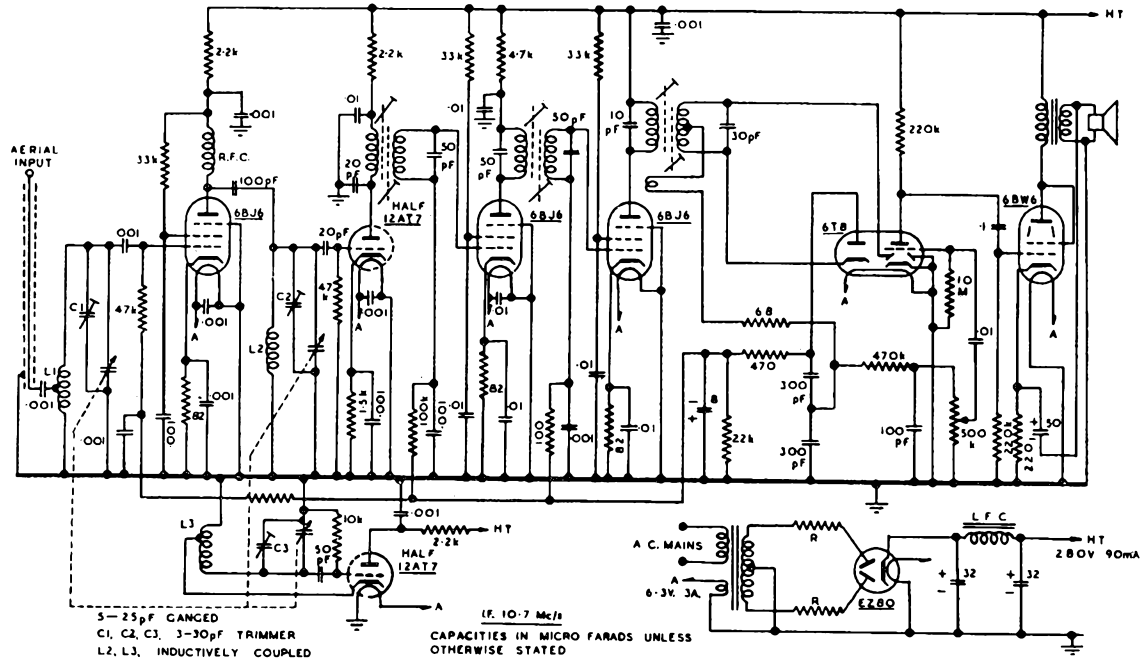 HT
.001
2.2k
2.2k
33k
4.7k
33k
.001
.01
.01
50pF
10
pF
30pF
220k
AERIAL
INPUT
33k
R.F.C.
100pF
20
pF
50
pF
50
pF
HALF
12AT7
6BJ6
6BJ6
6BJ6
6T8
6BW6
.1
001
20pF
C1
47k
.001
A
C2
47
k
.001
A
.01
A
A
A
10
M
.01
A
L1
.001
L2
68
470
470k
.001
.001
82
.001
1.5k
.001
100k
.01
.001
82
.01
100
.01
.001
82
.01
8
22k
300
pF
300
pF
100
pF
500
k
220k
220
50
L3
C3
50
pF
10k
.001
2.2k
HT
HALF
12AT7
A
A.C. MAINS
A
6.3V. 3A.
R
R
EZ80
L F C
HT
280V 90mA
32
32
5—25pF GANGED
C1, C2, C3, 3-30pF TRIMMER
L2, L3, INDUCTIVELY COUPLED
I.F. 10.7 Mc/s
CAPACITIES IN MICRO FARADS UNLESS
OTHERWISE STATED